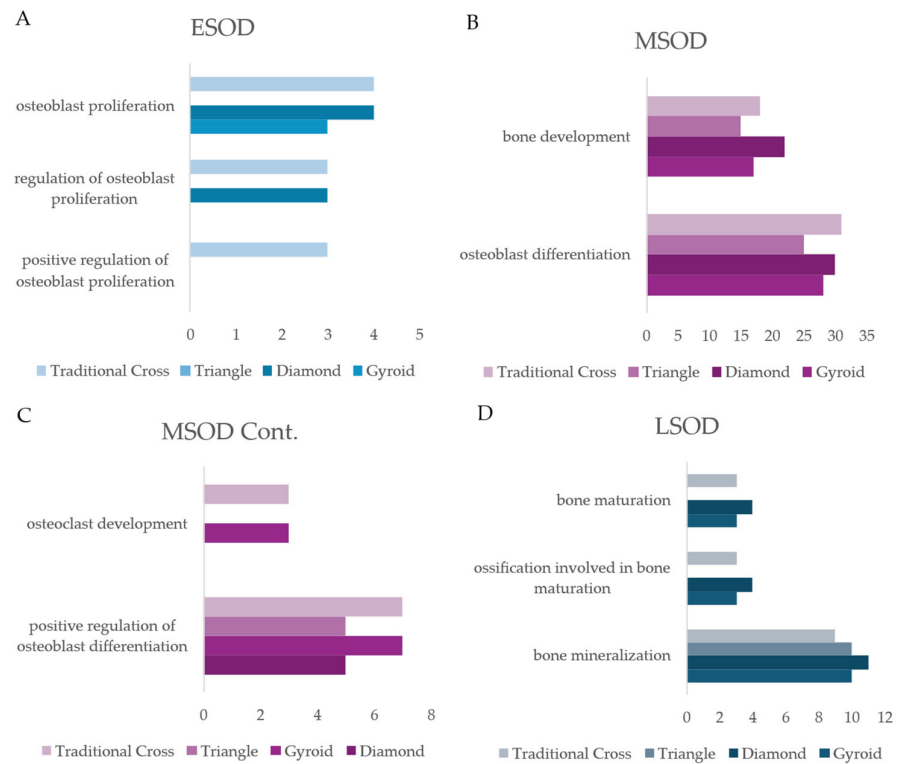 A
ESOD
osteoblast proliferation
regulation of osteoblast
proliferation
positive regulation of
osteoblast proliferation
0 1 2 3 4 5
Traditional Cross Triangle Diamond Gyroid
B
MSOD
bone development
osteoblast differentiation
0 5 10 15 20 25 30 35
Traditional Cross Triangle Diamond Gyroid
C
MSOD Cont.
osteoclast development
positive regulation of
osteoblast differentiation
0 2 4 6 8
Traditional Cross Triangle Gyroid Diamond
D
LSOD
bone maturation
ossification involved in bone
maturation
bone mineralization
0 2 4 6 8 10 12
Traditional Cross Triangle Diamond Gyroid